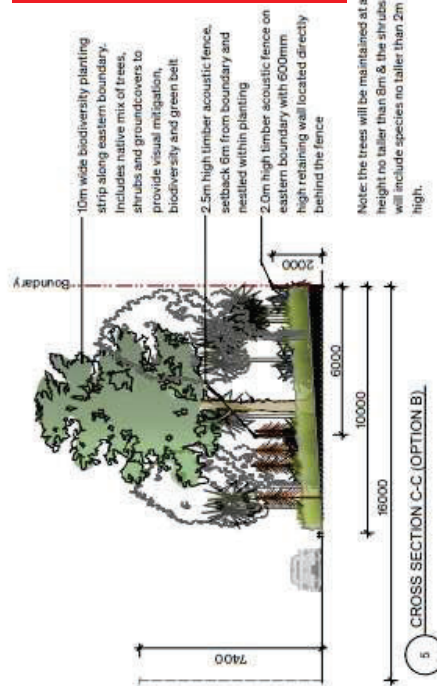 10m wide biodiversity planting
strip along eastern boundary.
Includes native mix of trees,
shrubs and groundcovers to
provide visual mitigation,
biodiversity and green belt
2.5m high timber acoustic fence,
setback 6m from boundary and
nestled within planting
2.0m high timber acoustic fence on
eastern boundary with 600mm
high retaining wall located directly
behind the fence
Note: the trees will be maintained at a
height no taller than 8m & the shrubs
will include species no taller than 2m
high.
Boundary
2000
6000
10000
16000
7400
5
CROSS SECTION C-C (OPTION B)